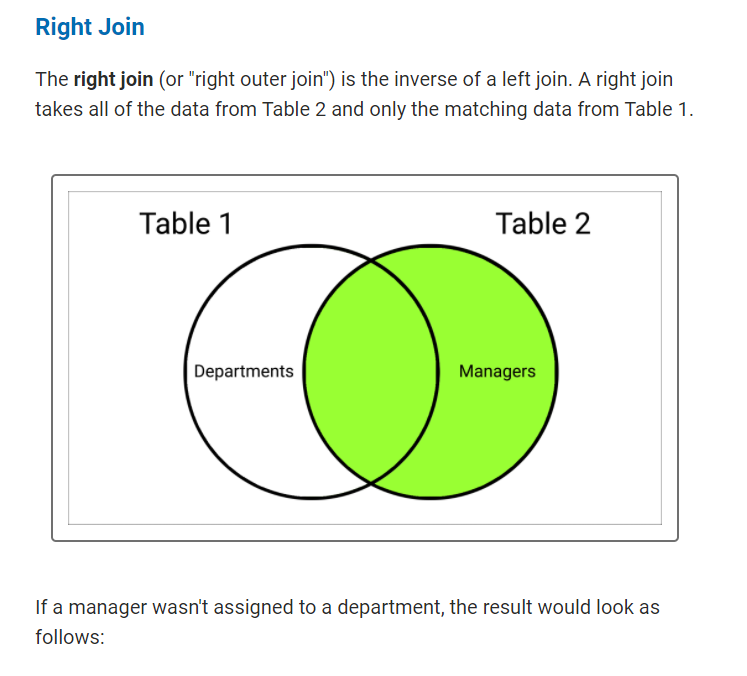 Right Join
The right join (or "right outer join") is the inverse of a left join. A right join
takes all of the data from Table 2 and only the matching data from Table 1.
Table 1
Table 2
Departments
Managers
If a manager wasn't assigned to a department, the result would look as
follows: